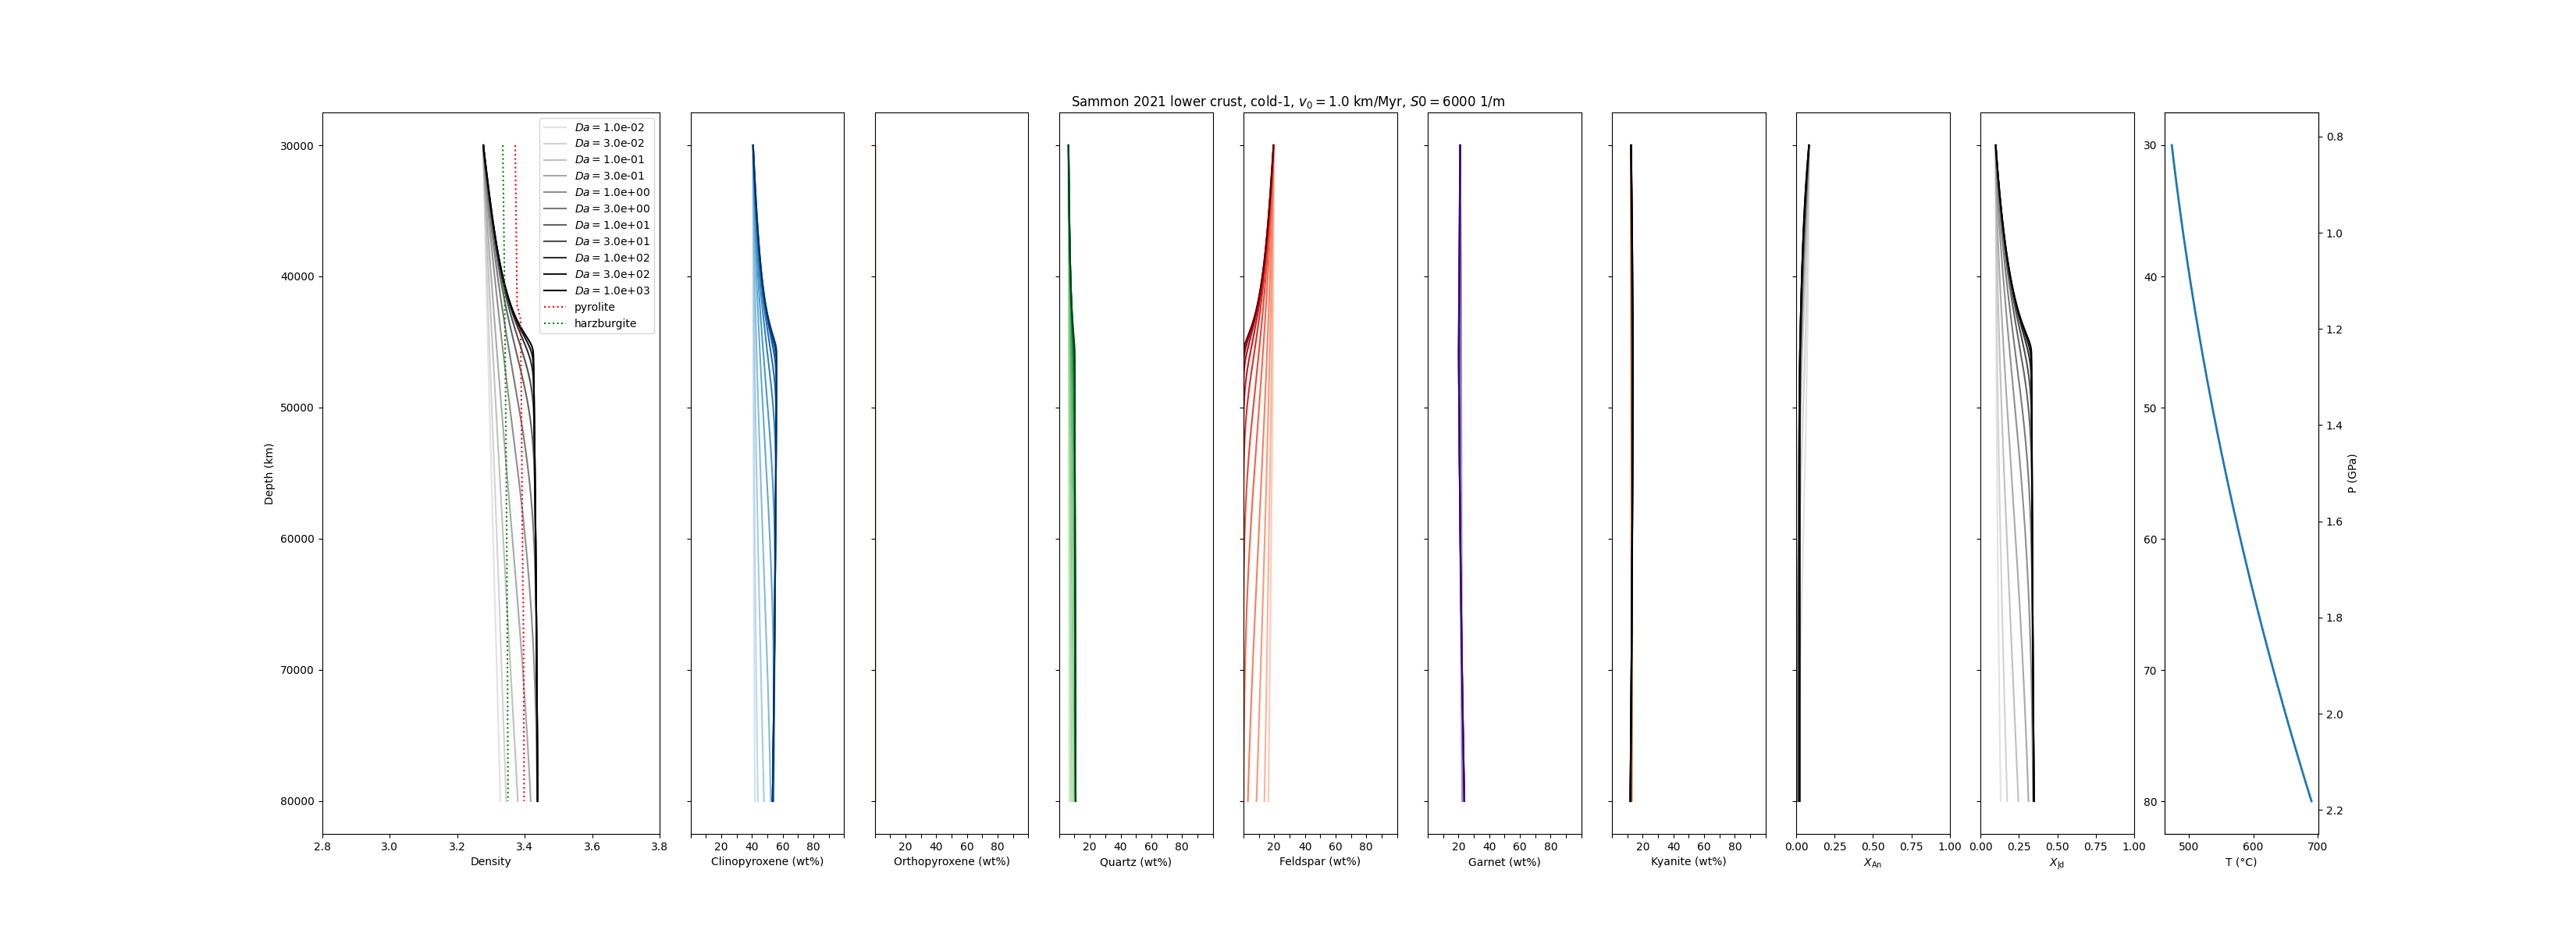 Sammon 2021 lower crust, cold-1, v₀ = 1.0 km/Myr, S0 = 6000 1/m
Da = 1.0e-02
Da = 3.0e-02
Da = 1.0e-01
Da = 3.0e-01
Da = 1.0e+00
Da = 3.0e+00
Da = 1.0e+01
Da = 3.0e+01
Da = 1.0e+02
Da = 3.0e+02
Da = 1.0e+03
pyrolite
harzburgite
Depth (km)
30000
40000
50000
60000
70000
80000
2.8 3.0 3.2 3.4 3.6 3.8
Density
20 40 60 80
Clinopyroxene (wt%)
20 40 60 80
Orthopyroxene (wt%)
20 40 60 80
Quartz (wt%)
20 40 60 80
Feldspar (wt%)
20 40 60 80
Garnet (wt%)
20 40 60 80
Kyanite (wt%)
0.00 0.25 0.50 0.75 1.00
X_An
0.00 0.25 0.50 0.75 1.00
X_Jd
30
40
50
60
70
80
500 600 700
T (°C)
0.8
1.0
1.2
1.4
1.6
1.8
2.0
2.2
P (GPa)